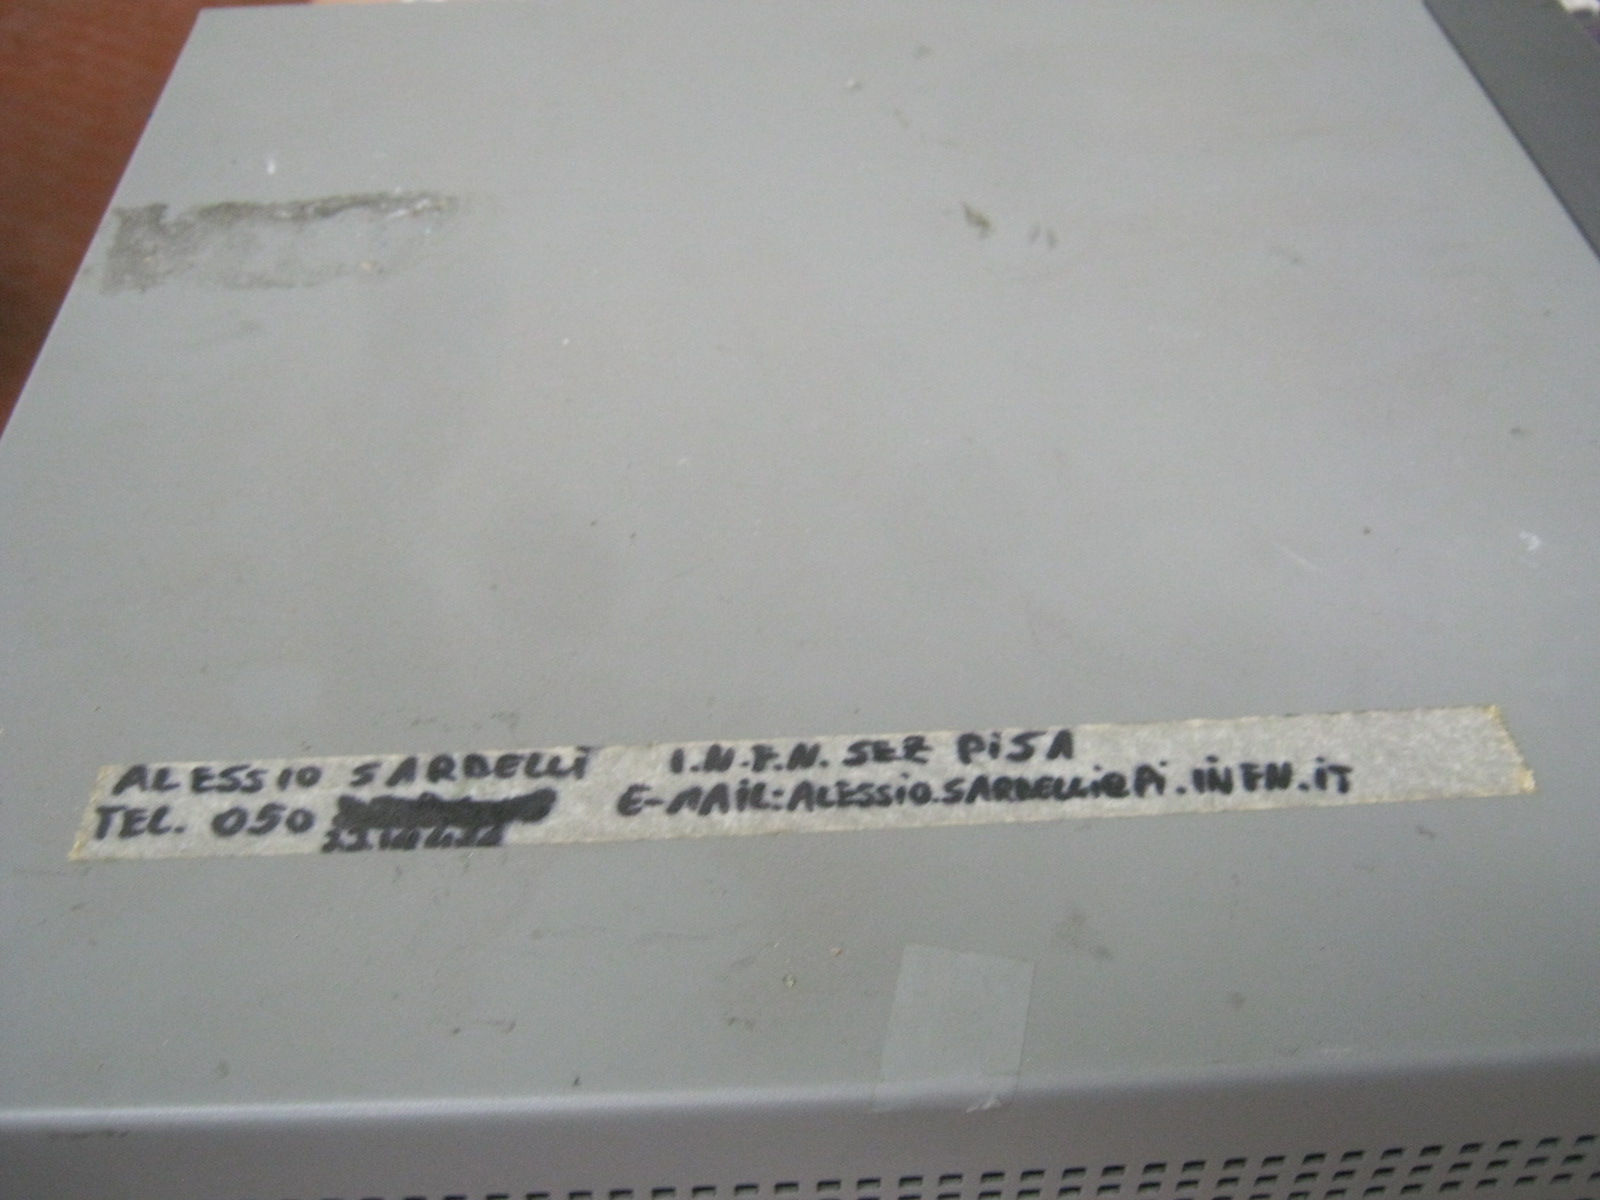 ALESSIO SARDELLI I.N.F.N. SEZ PiSA
TEL. 050 E-MAiL:ALESSiO.SARDELLi@Pi.iNFN.iT